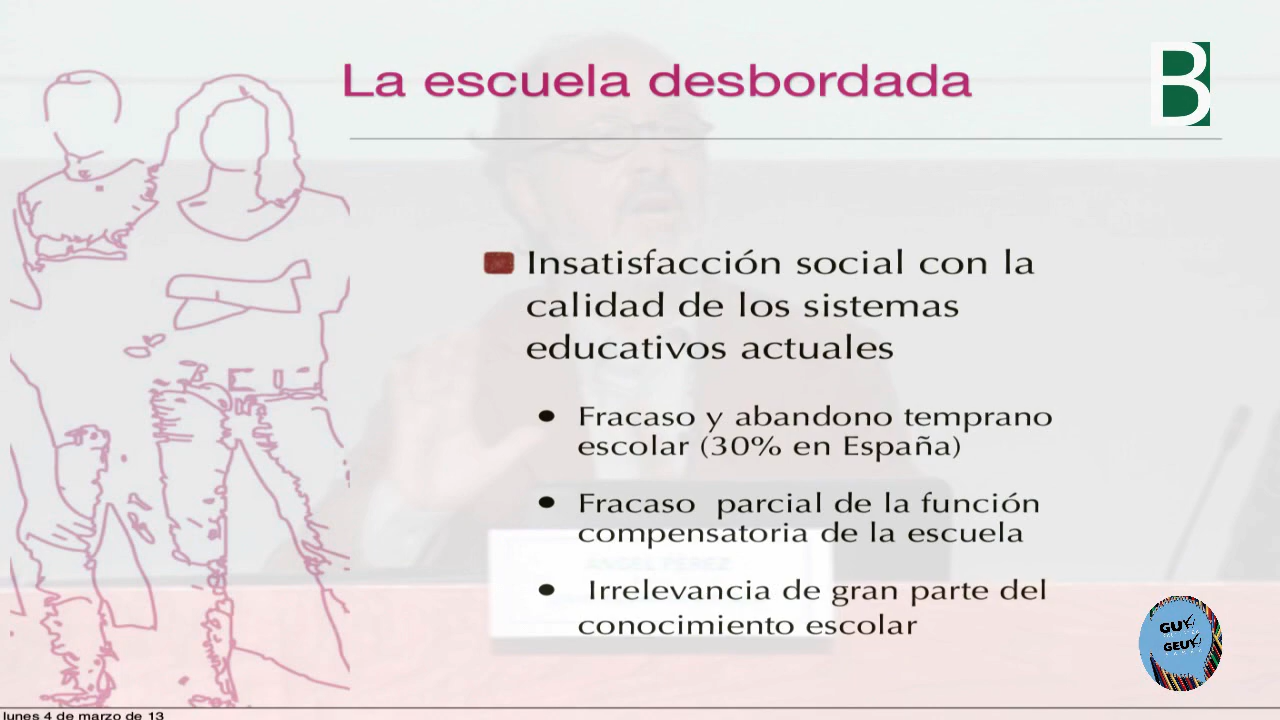 La escuela desbordada
B
Insatisfacción social con la
calidad de los sistemas
educativos actuales
Fracaso y abandono temprano
escolar (30% en España)
Fracaso parcial de la función
compensatoria de la escuela
ÁNGEL PÉREZ
Irrelevancia de gran parte del
conocimiento escolar
GUY
GEUY
lunes 4 de marzo de 13